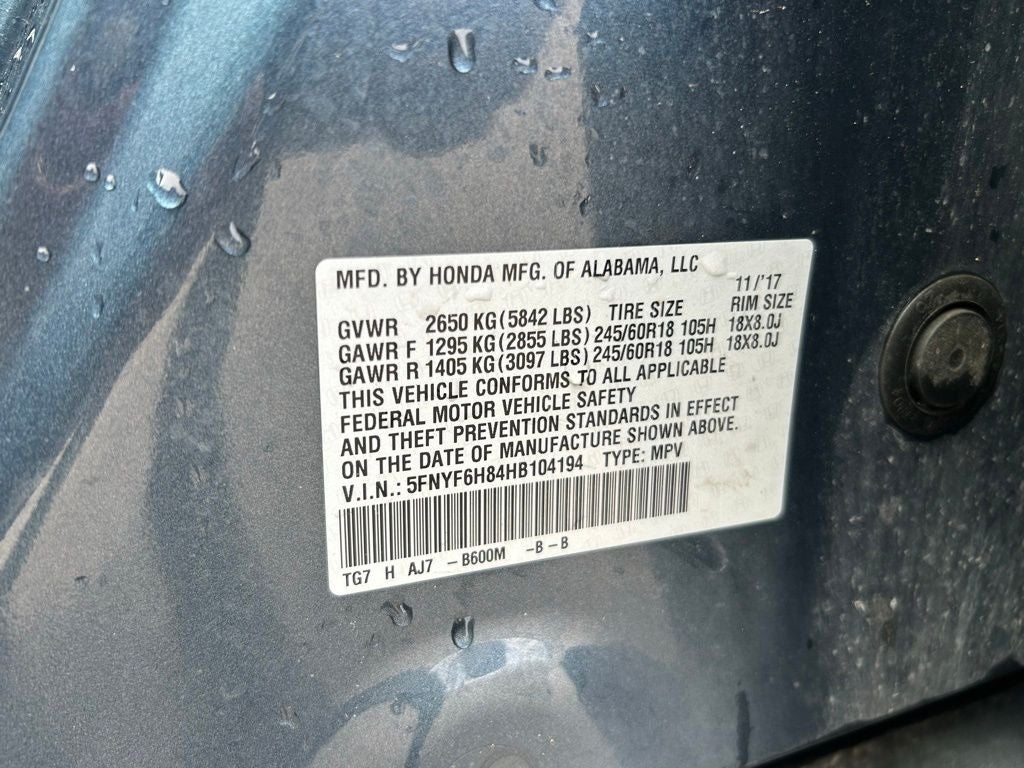 MFD. BY HONDA MFG. OF ALABAMA, LLC 11/'17
GVWR 2650 KG (5842 LBS) TIRE SIZE RIM SIZE
GAWR F 1295 KG (2855 LBS) 245/60R18 105H 18X8.0J
GAWR R 1405 KG (3097 LBS) 245/60R18 105H 18X8.0J
THIS VEHICLE CONFORMS TO ALL APPLICABLE
FEDERAL MOTOR VEHICLE SAFETY
AND THEFT PREVENTION STANDARDS IN EFFECT
ON THE DATE OF MANUFACTURE SHOWN ABOVE.
V.I.N.: 5FNYF6H84HB104194 TYPE: MPV
TG7 H AJ7 -B600M -B-B